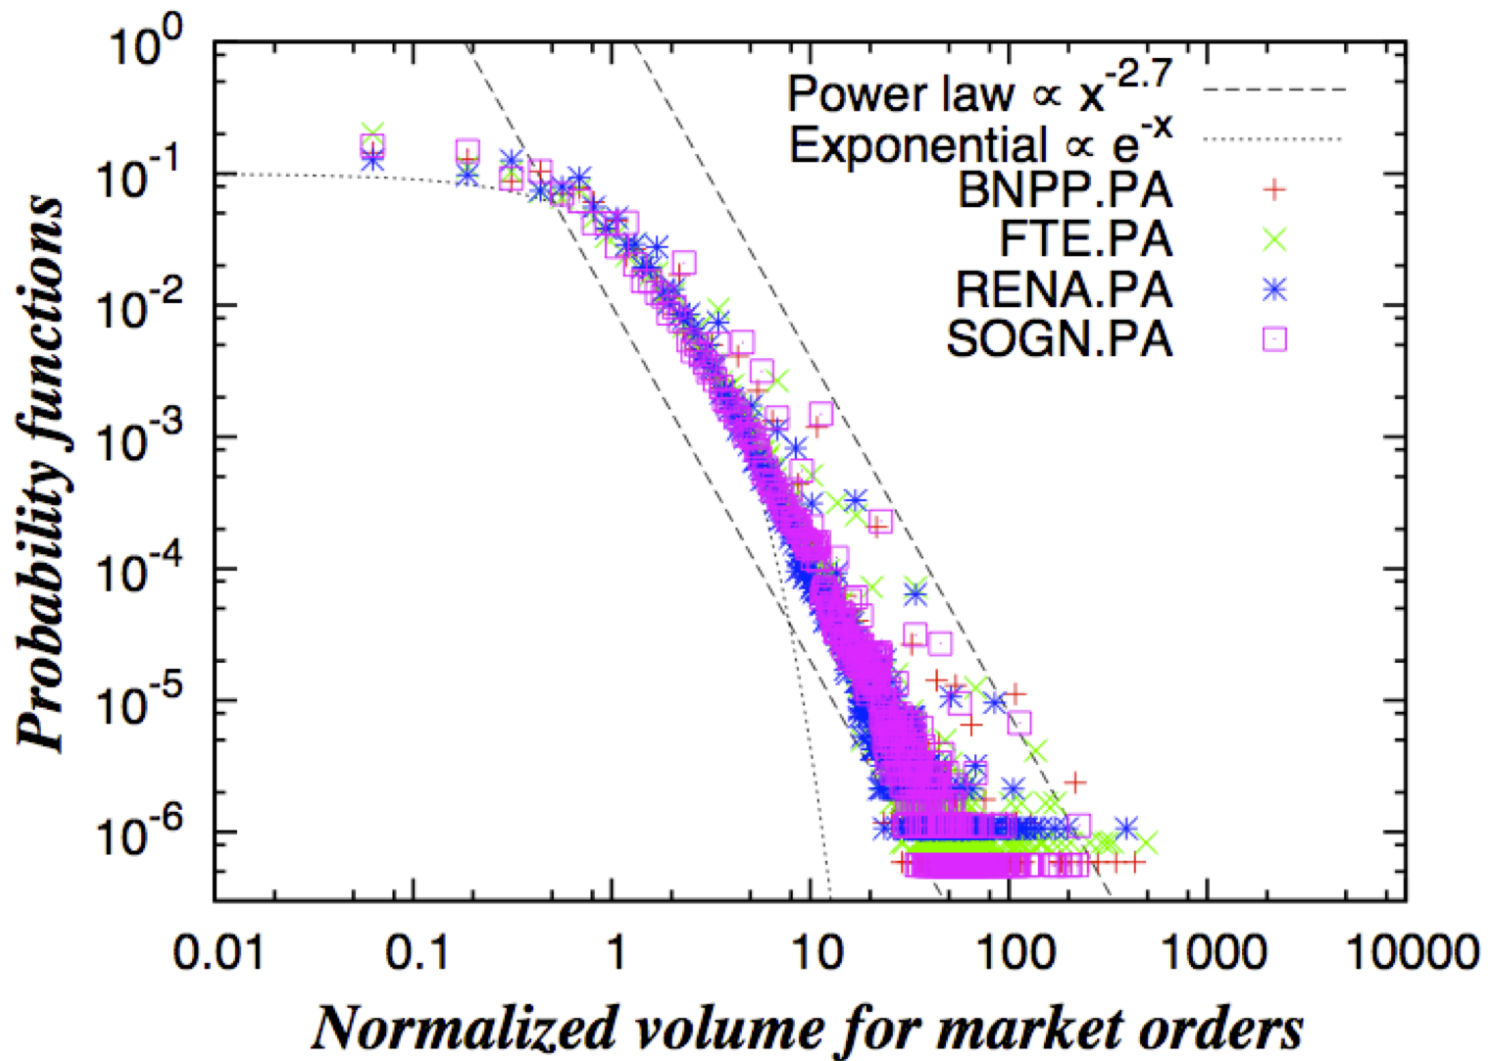 10^0
10^-1
10^-2
10^-3
10^-4
10^-5
10^-6
Probability functions
Power law ∝ x^-2.7
Exponential ∝ e^-x
BNPP.PA
FTE.PA
RENA.PA
SOGN.PA
0.01 0.1 1 10 100 1000 10000
Normalized volume for market orders